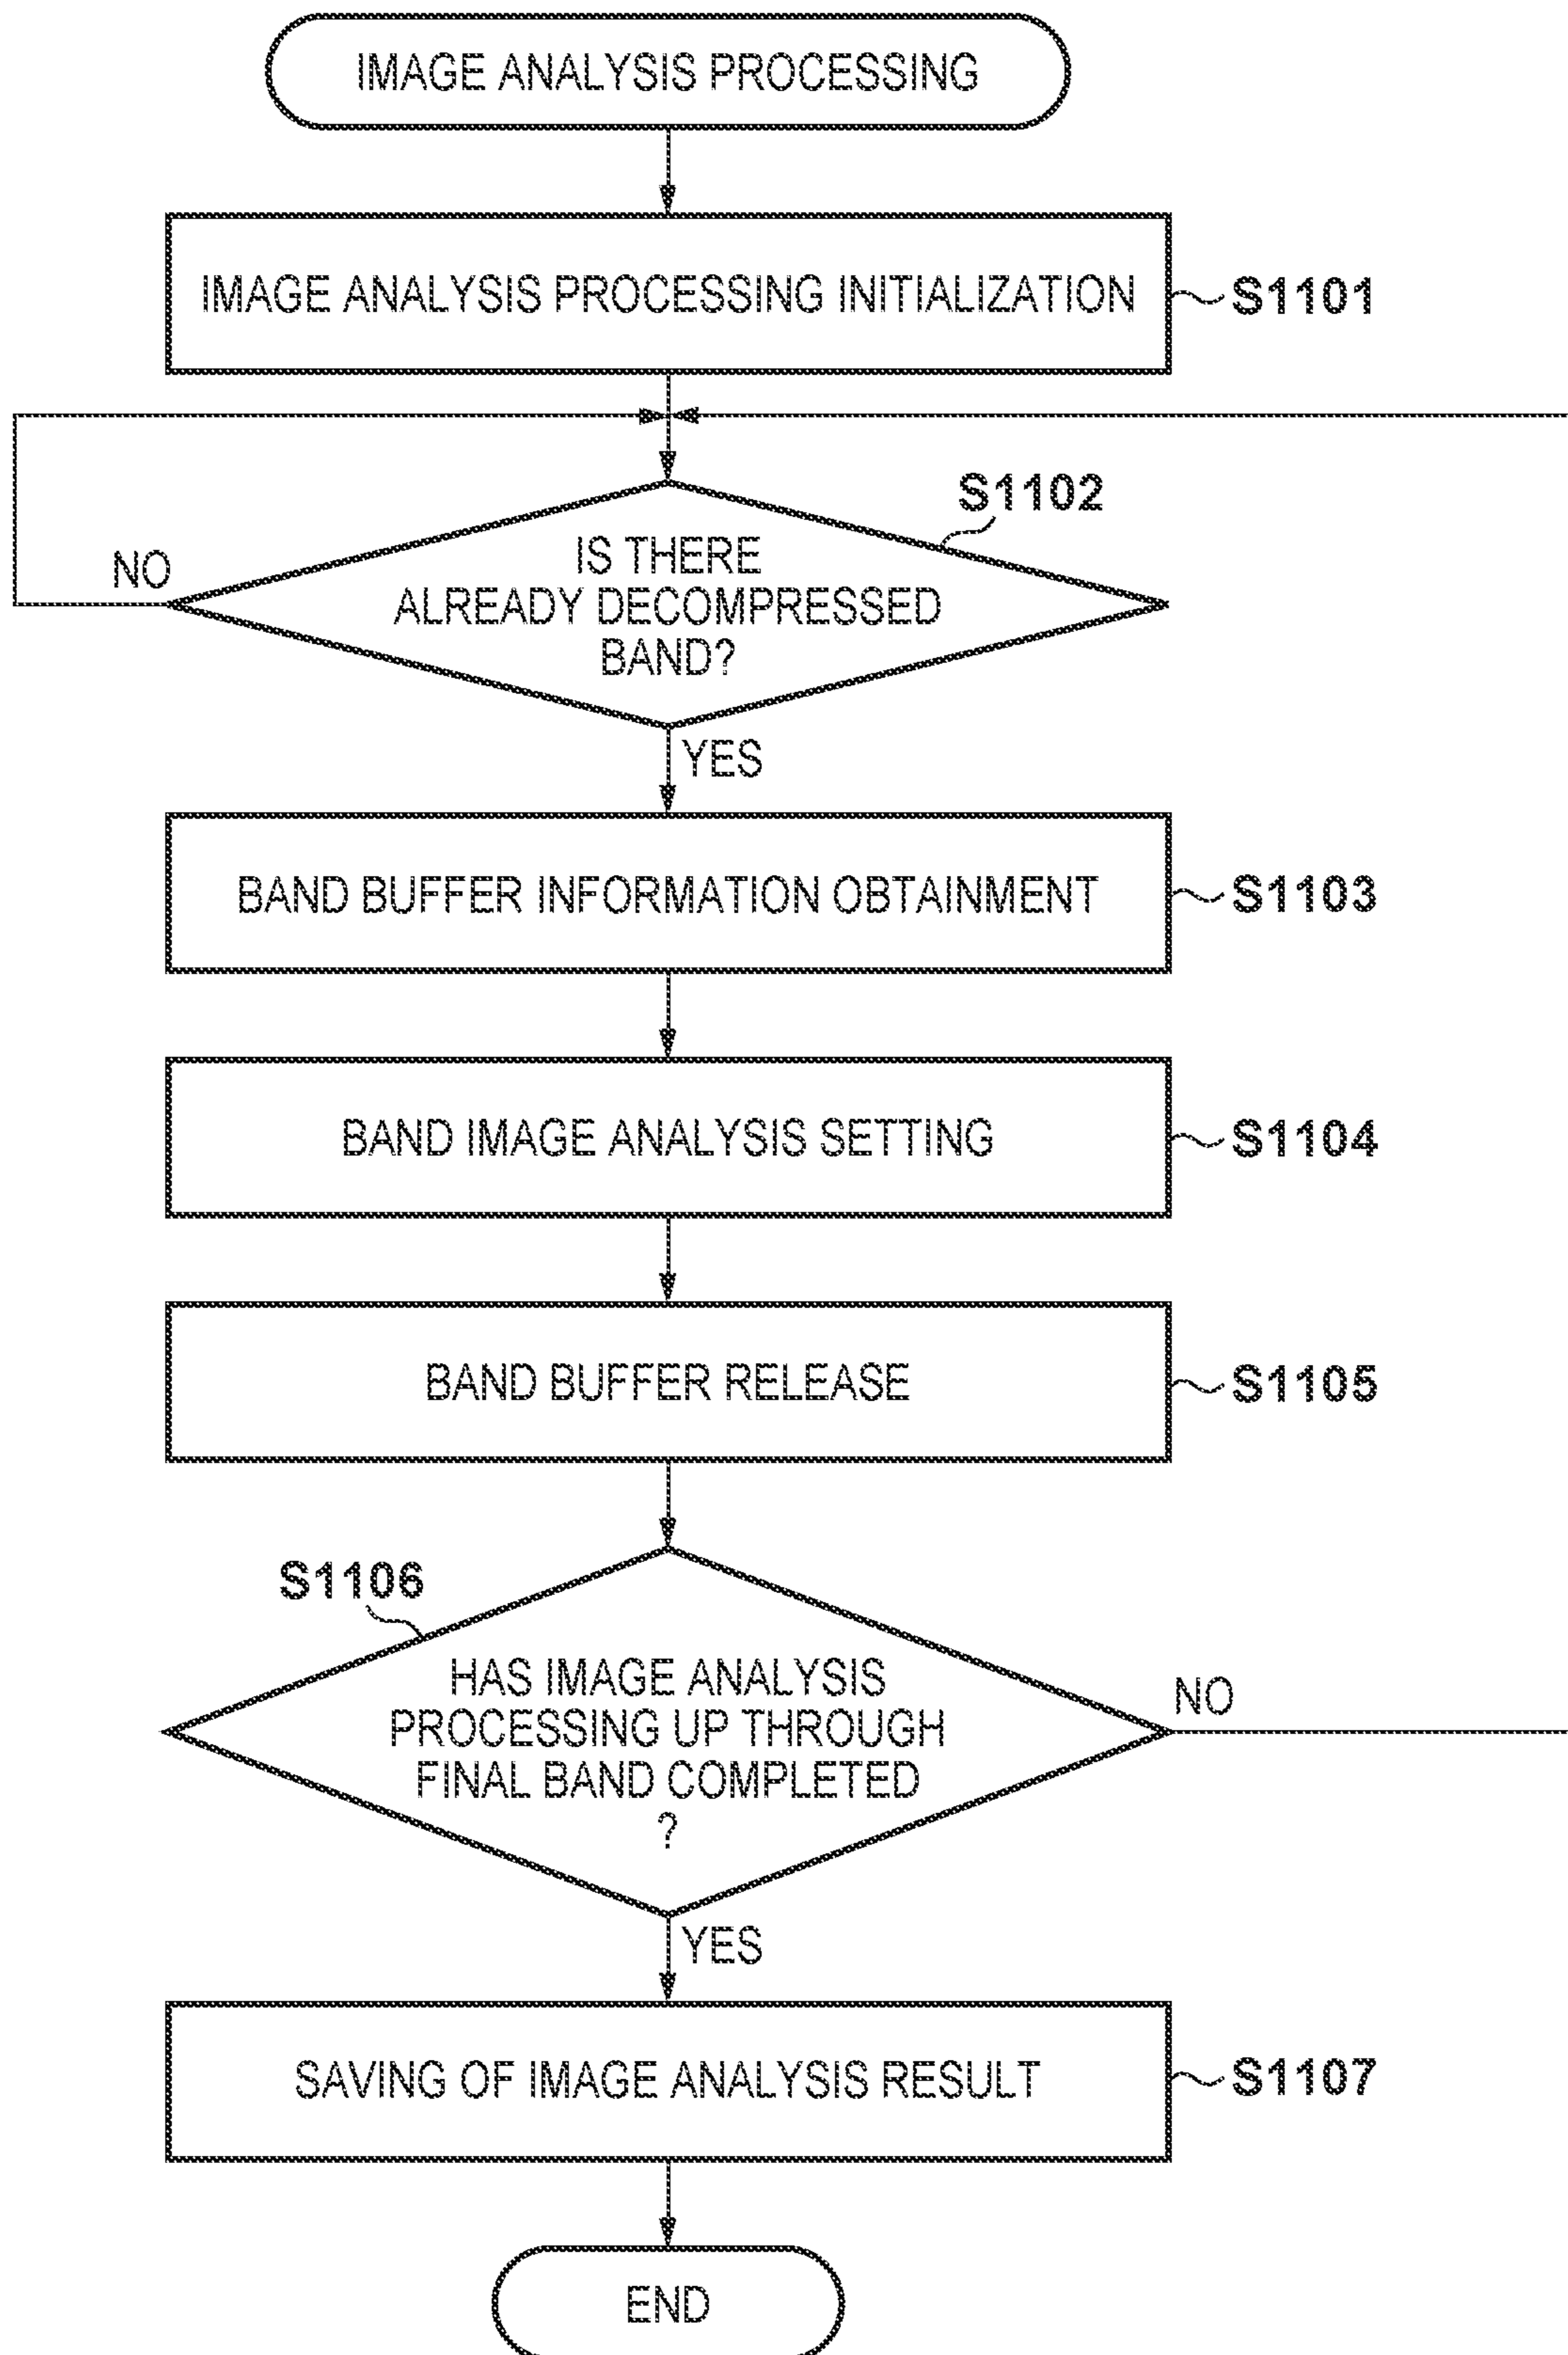 IMAGE ANALYSIS PROCESSING
IMAGE ANALYSIS PROCESSING INITIALIZATION
S1101
S1102
IS THERE
ALREADY DECOMPRESSED
BAND?
NO
YES
BAND BUFFER INFORMATION OBTAINMENT
S1103
BAND IMAGE ANALYSIS SETTING
S1104
BAND BUFFER RELEASE
S1105
S1106
HAS IMAGE ANALYSIS
PROCESSING UP THROUGH
FINAL BAND COMPLETED
?
NO
YES
SAVING OF IMAGE ANALYSIS RESULT
S1107
END